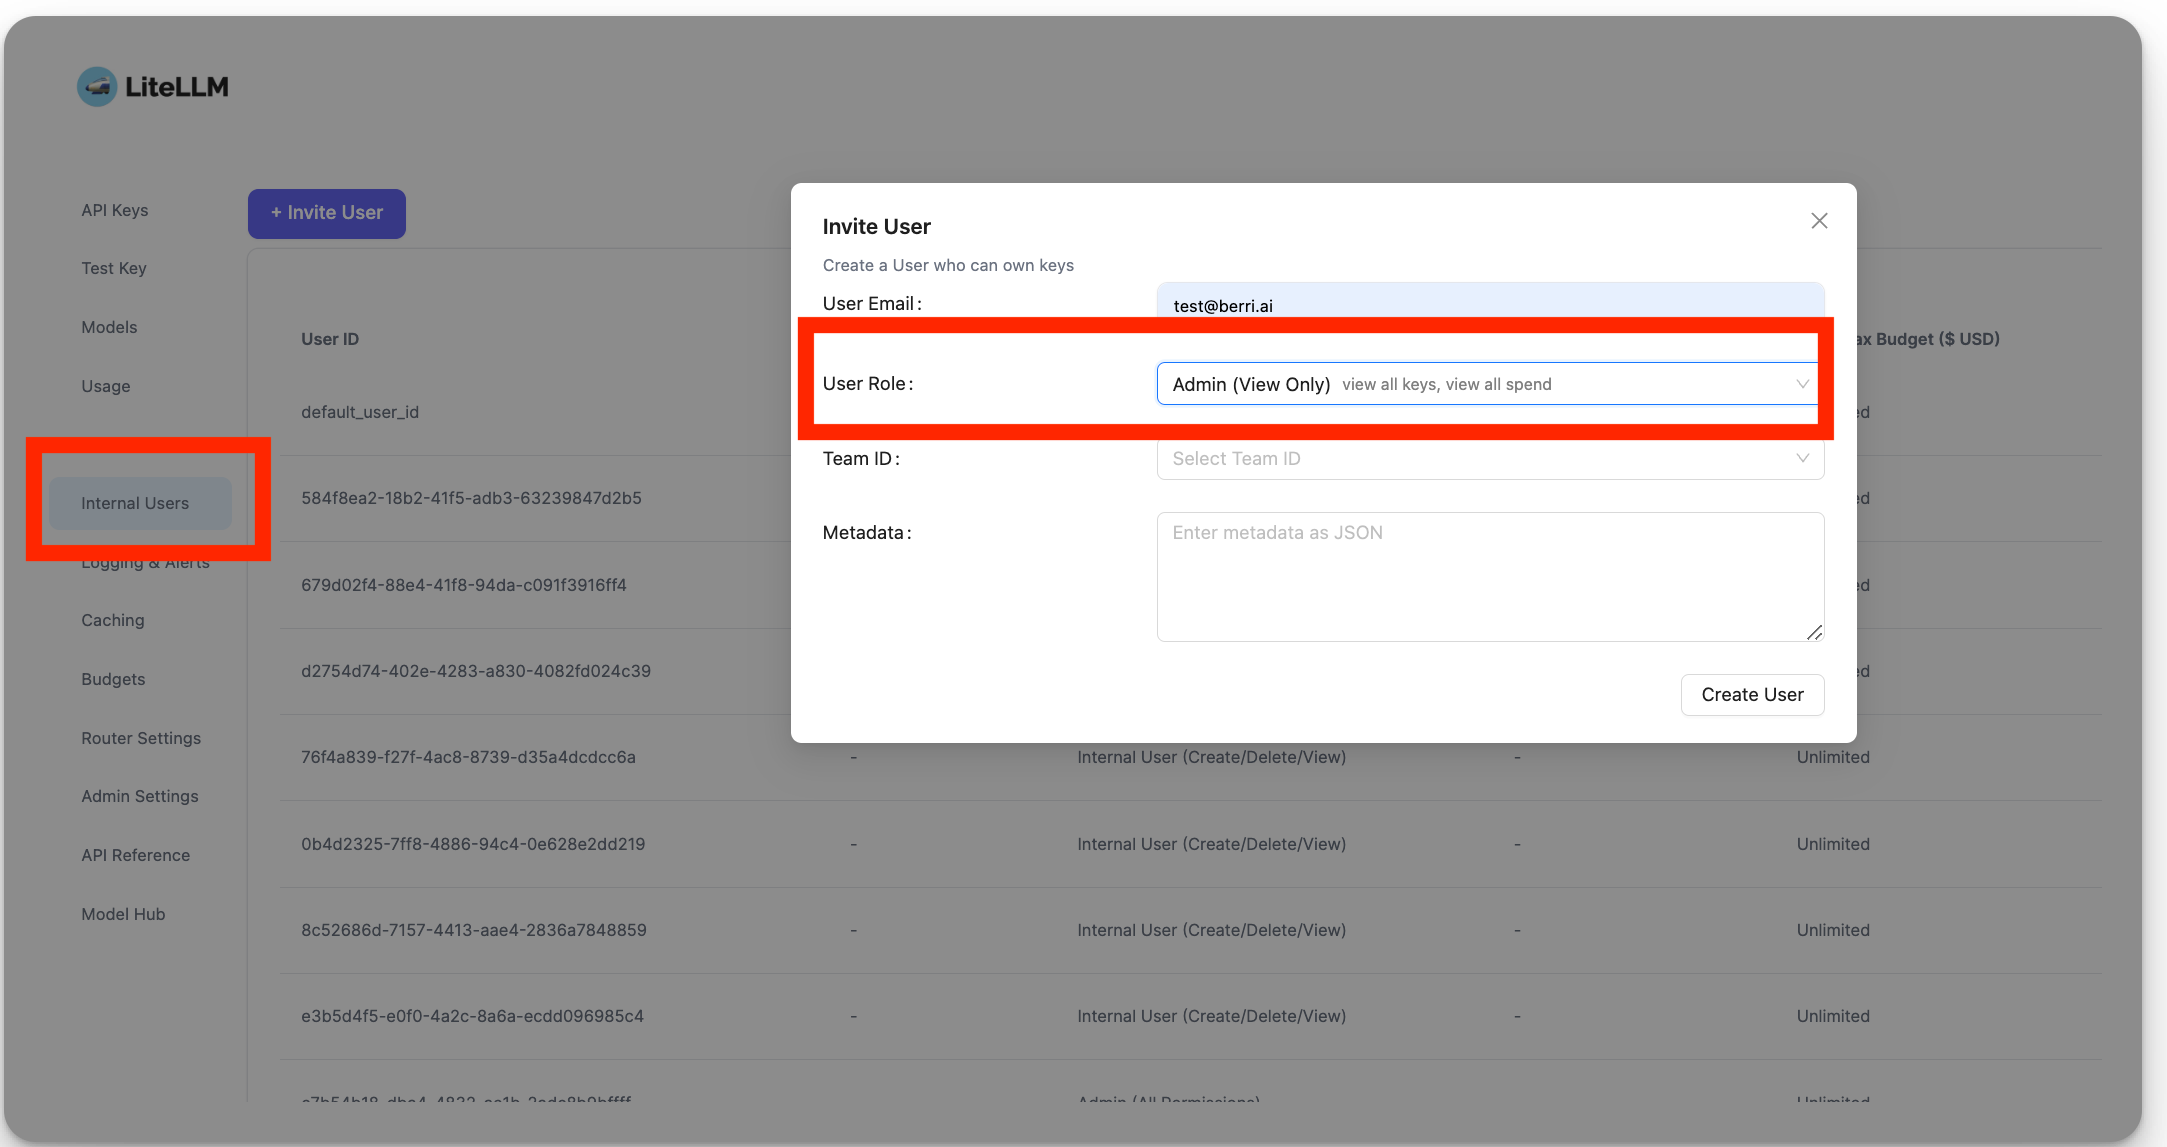 LiteLLM
API Keys
Test Key
Models
Usage
Internal Users
Logging & Alerts
Caching
Budgets
Router Settings
Admin Settings
API Reference
Model Hub
+ Invite User
User ID
Budget ($ USD)
default_user_id
584f8ea2-18b2-41f5-adb3-63239847d2b5
679d02f4-88e4-41f8-94da-c091f3916ff4
d2754d74-402e-4283-a830-4082fd024c39
76f4a839-f27f-4ac8-8739-d35a4dcdcc6a - Internal User (Create/Delete/View) - Unlimited
0b4d2325-7ff8-4886-94c4-0e628e2dd219 - Internal User (Create/Delete/View) - Unlimited
8c52686d-7157-4413-aae4-2836a7848859 - Internal User (Create/Delete/View) - Unlimited
e3b5d4f5-e0f0-4a2c-8a6a-ecdd096985c4 - Internal User (Create/Delete/View) - Unlimited
Admin (All Permissions) Unlimited
Invite User
Create a User who can own keys
User Email: test@berri.ai
User Role: Admin (View Only) view all keys, view all spend
Team ID: Select Team ID
Metadata: Enter metadata as JSON
Create User